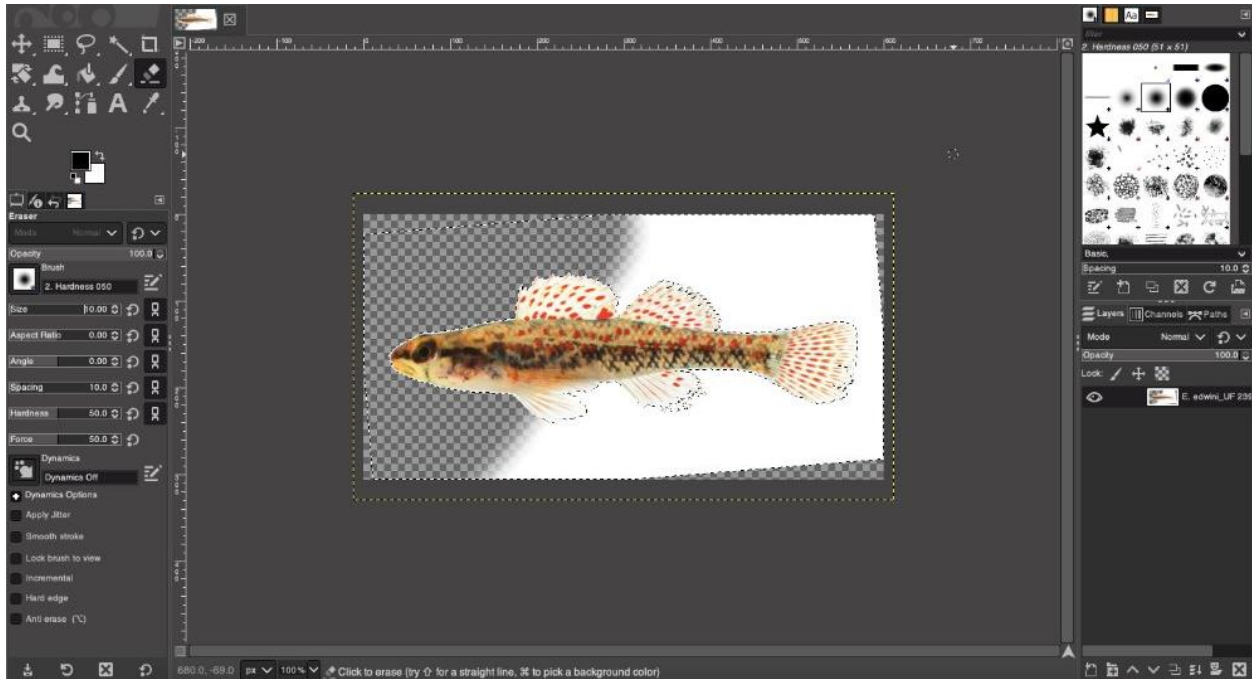 Eraser
Mode Normal
Opacity 100.0
Brush
2. Hardness 050
Size 10.00
Aspect Ratio 0.00
Angle 0.00
Spacing 10.0
Hardness 50.0
Force 50.0
Dynamics
Dynamics Off
Dynamics Options
Apply Jitter
Smooth stroke
Lock brush to view
Incremental
Hard edge
Anti erase (⌥)
680.0, -69.0 px 100% Click to erase (try ⇧ for a straight line, ⌘ to pick a background color)
Aa
filter
2. Hardness 050 (51 x 51)
Basic,
Spacing 10.0
Layers Channels Paths
Mode Normal
Opacity 100.0
Lock:
E. edwini_UF 239